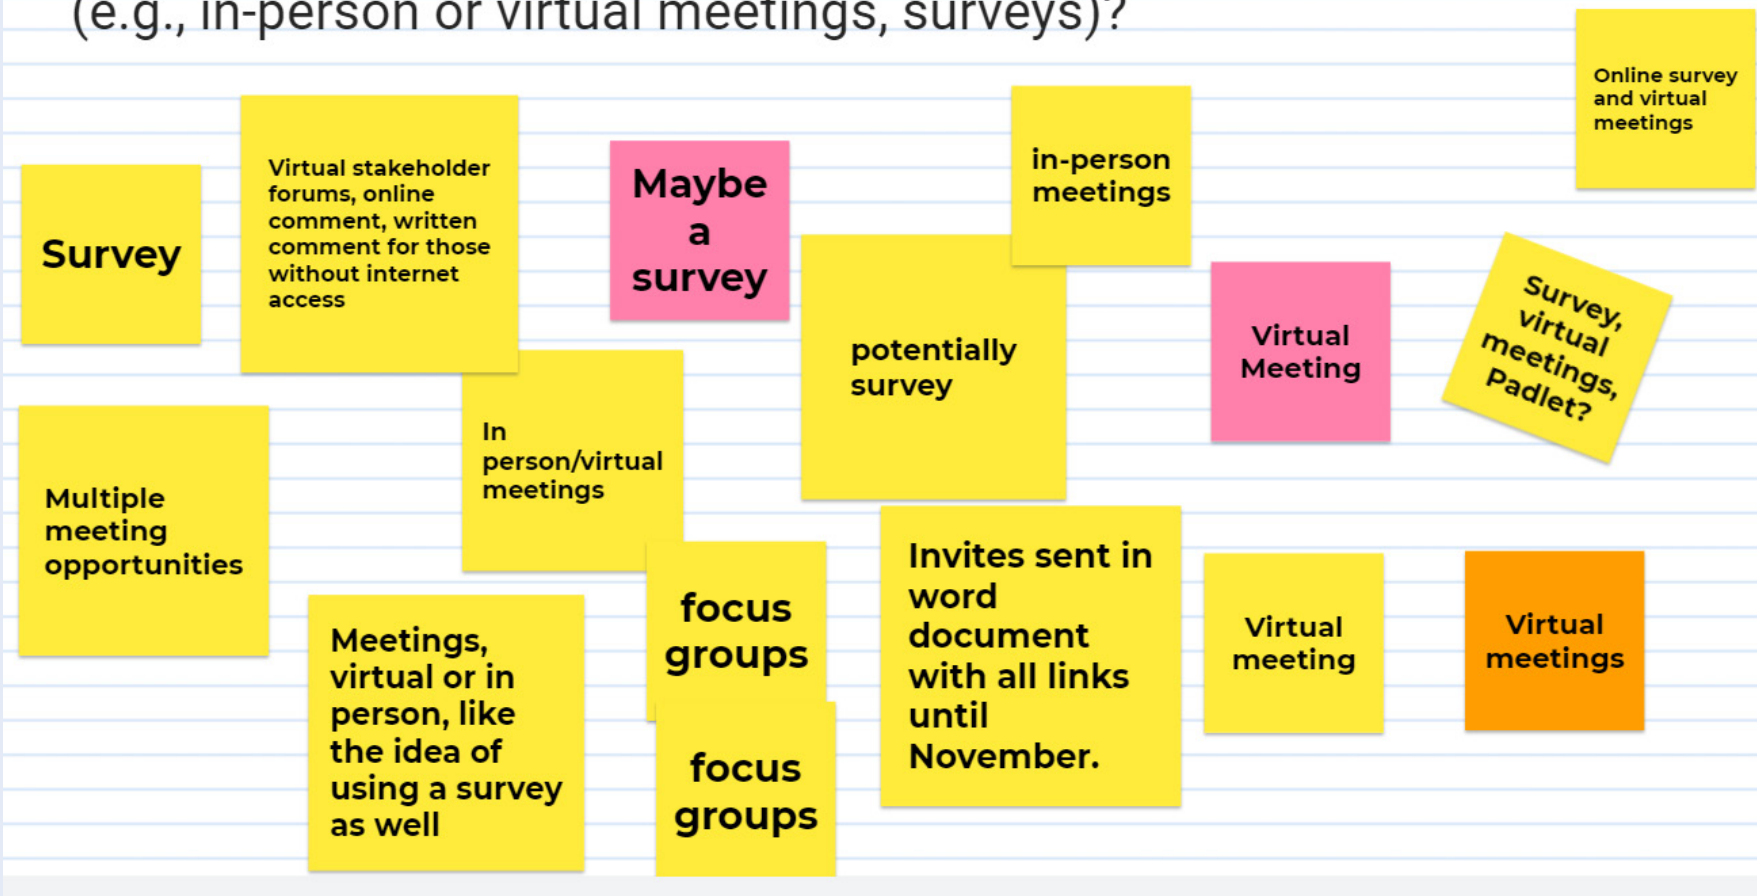 (e.g., in-person or virtual meetings, surveys)?
Online survey
and virtual
meetings
in-person
meetings
Virtual stakeholder
forums, online
comment, written
comment for those
without internet
access
Maybe
a
survey
Survey
potentially
survey
Virtual
Meeting
Survey,
virtual
meetings,
Padlet?
In
person/virtual
meetings
Multiple
meeting
opportunities
Meetings,
virtual or in
person, like
the idea of
using a survey
as well
focus
groups
focus
groups
Invites sent in
word
document
with all links
until
November.
Virtual
meeting
Virtual
meetings